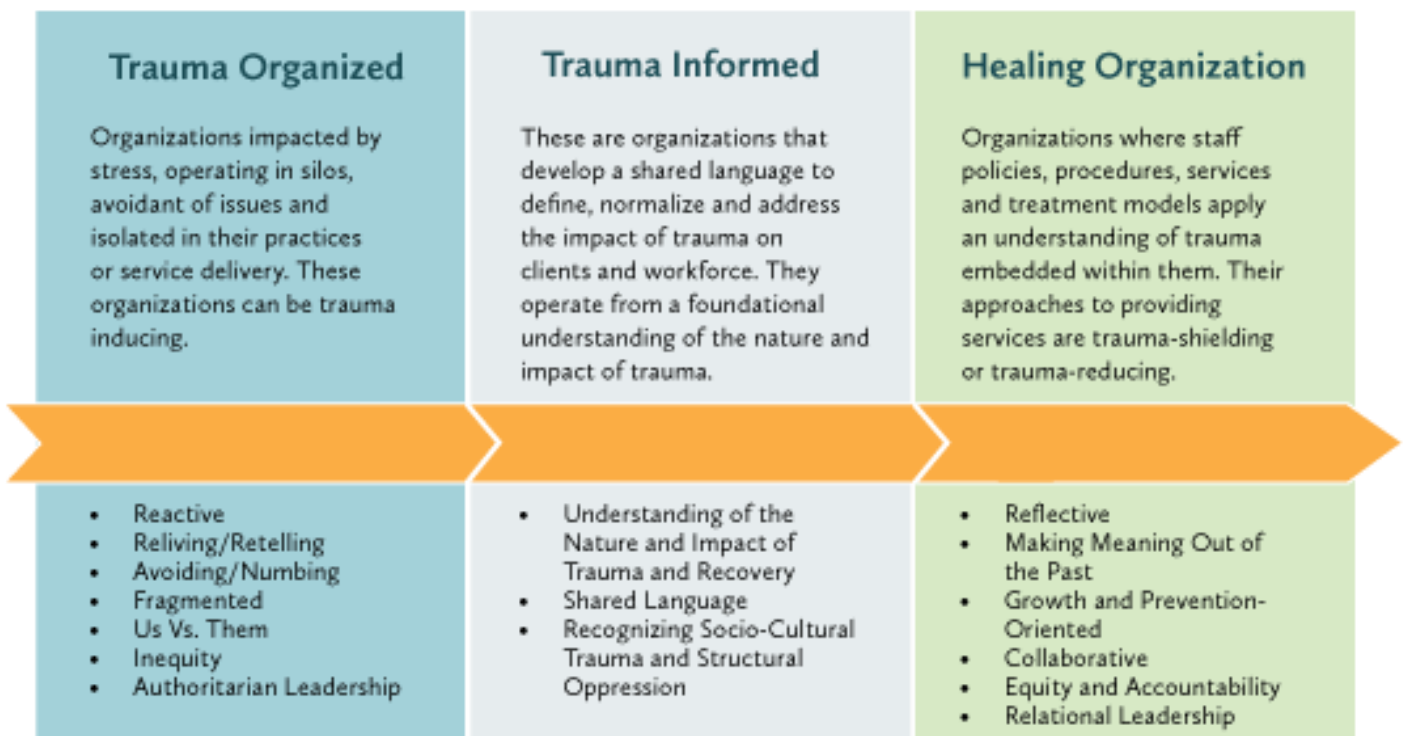 Trauma Organized
Organizations impacted by
stress, operating in silos,
avoidant of issues and
isolated in their practices
or service delivery. These
organizations can be trauma
inducing.
• Reactive
• Reliving/Retelling
• Avoiding/Numbing
• Fragmented
• Us Vs. Them
• Inequity
• Authoritarian Leadership
Trauma Informed
These are organizations that
develop a shared language to
define, normalize and address
the impact of trauma on
clients and workforce. They
operate from a foundational
understanding of the nature and
impact of trauma.
• Understanding of the
Nature and Impact of
Trauma and Recovery
• Shared Language
• Recognizing Socio-Cultural
Trauma and Structural
Oppression
Healing Organization
Organizations where staff
policies, procedures, services
and treatment models apply
an understanding of trauma
embedded within them. Their
approaches to providing
services are trauma-shielding
or trauma-reducing.
• Reflective
• Making Meaning Out of
the Past
• Growth and Prevention-
Oriented
• Collaborative
• Equity and Accountability
• Relational Leadership